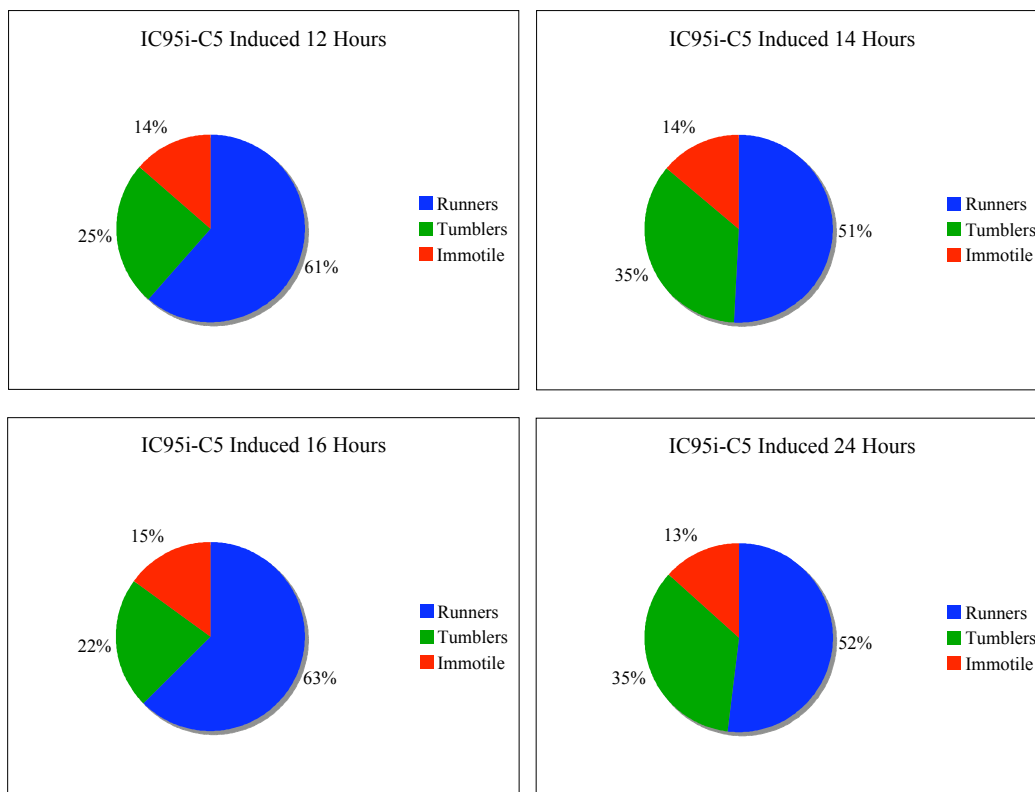 IC95i-C5 Induced 12 Hours
14%
25%
61%
Runners
Tumblers
Immotile
IC95i-C5 Induced 14 Hours
14%
35%
51%
Runners
Tumblers
Immotile
IC95i-C5 Induced 16 Hours
15%
22%
63%
Runners
Tumblers
Immotile
IC95i-C5 Induced 24 Hours
13%
35%
52%
Runners
Tumblers
Immotile